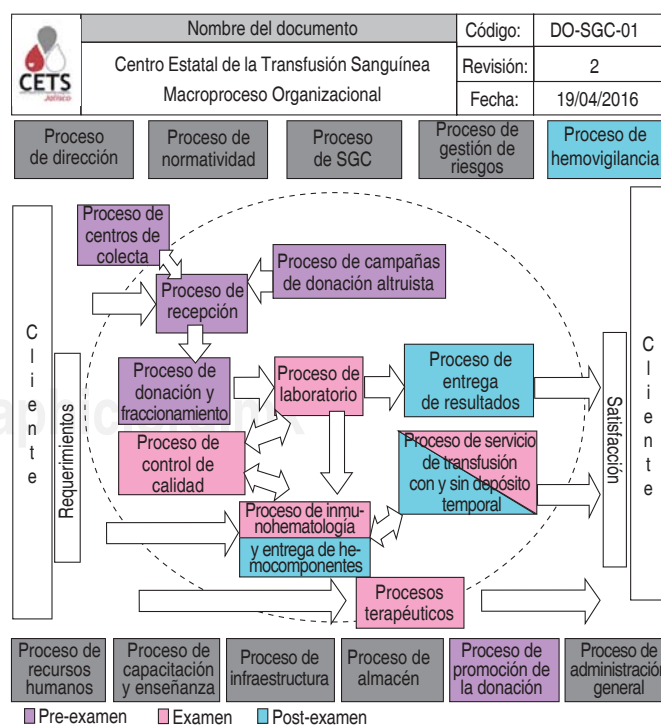 Nombre del documento
Código:
DO-SGC-01
CETS
Jalisco
Centro Estatal de la Transfusión Sanguínea
Macroproceso Organizacional
Revisión:
2
Fecha:
19/04/2016
Proceso
de dirección
Proceso de
normatividad
Proceso
de SGC
Proceso de
gestión de
riesgos
Proceso de
hemovigilancia
Cliente
Requerimientos
Proceso de
centros de
colecta
Proceso de campañas
de donación altruista
Proceso de
recepción
Proceso de
donación y
fraccionamiento
Proceso de
laboratorio
Proceso de
entrega
de resultados
Proceso de
control de
calidad
Proceso de servicio
de transfusión
con y sin depósito
temporal
Proceso de inmu-
nohematología
y entrega de he-
mocomponentes
Procesos
terapéuticos
Satisfacción
Cliente
Proceso de
recursos
humanos
Proceso de
capacitación
y enseñanza
Proceso de
infraestructura
Proceso de
almacén
Proceso de
promoción de
la donación
Proceso de
administración
general
Pre-examen
Examen
Post-examen